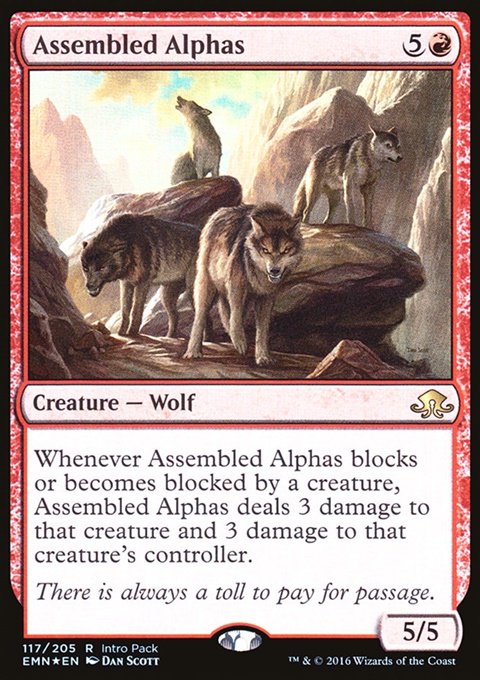 Assembled Alphas 5
Creature — Wolf
Whenever Assembled Alphas blocks
or becomes blocked by a creature,
Assembled Alphas deals 3 damage to
that creature and 3 damage to that
creature's controller.
There is always a toll to pay for passage.
5/5
117/205 R Intro Pack
EMN★EN Dan Scott
™ & © 2016 Wizards of the Coast